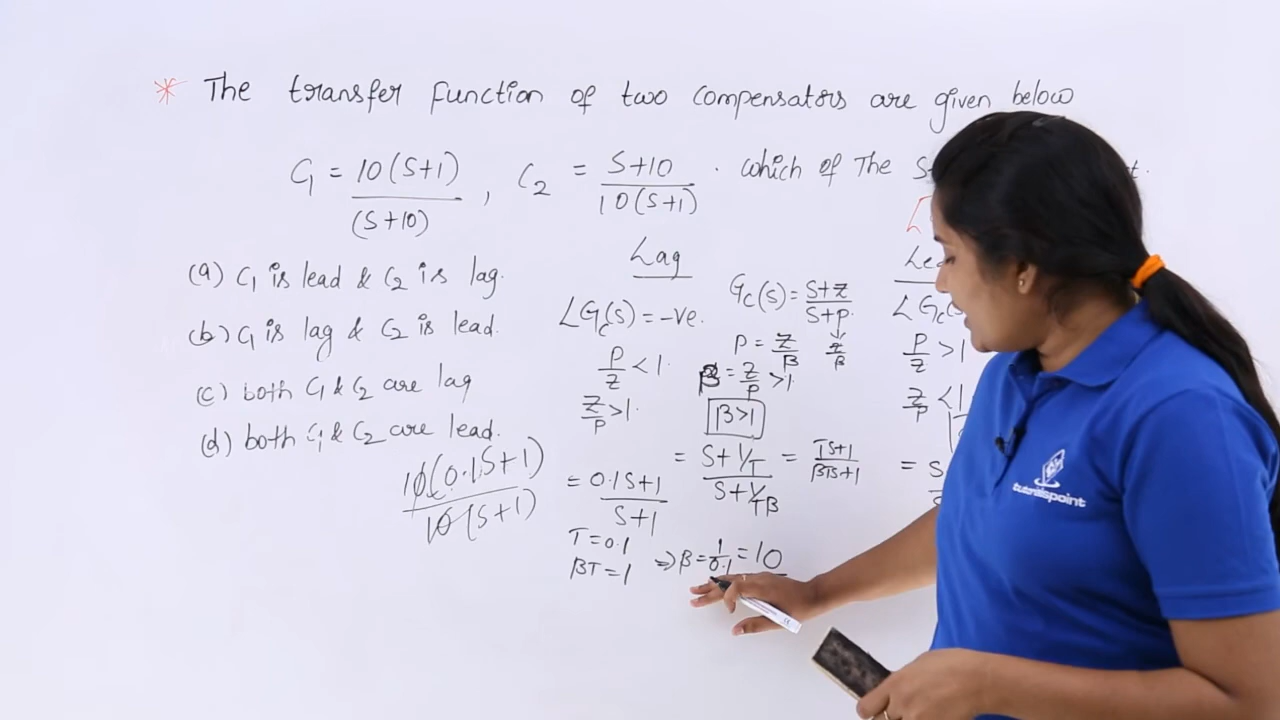 * The transfer function of two compensators are given below
C1 = 10(S+1) / (S+10) , C2 = S+10 / 10(S+1) . which of The
(a) C1 is lead & C2 is lag.
(b) C1 is lag & C2 is lead.
(c) both C1 & C2 are lag
(d) both C1 & C2 are lead.
10(0.1S+1) / 10(S+1)
Lag
∠Gc(s) = -ve.
P/Z < 1
Z/P > 1
Gc(s) = S+Z / S+P
P = Z/β
Z/β
β = Z/P > 1
β>1
= S+1/T / S+1/Tβ = TS+1 / βTS+1
= 0.1S+1 / S+1
T = 0.1
βT = 1 ⇒ β = 1/0.1 = 10
P/Z > 1
Z/P < 1
tutorialspoint